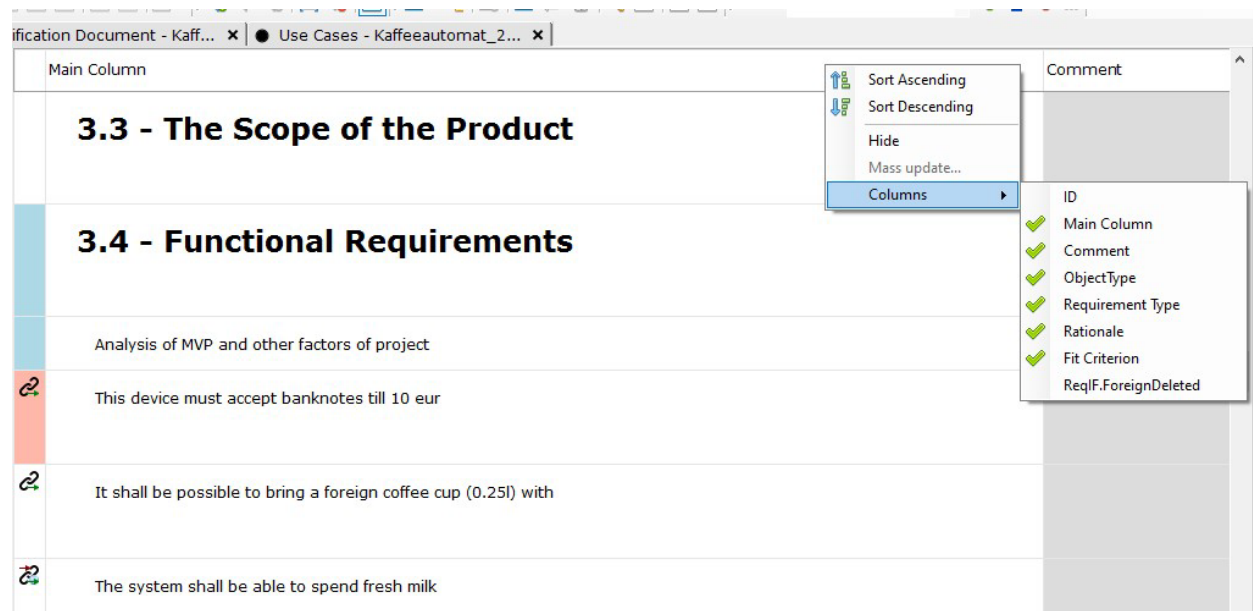 ification Document - Kaff... × Use Cases - Kaffeeautomat_2... ×
Main Column
Comment
Sort Ascending
Sort Descending
Hide
Mass update...
Columns
ID
Main Column
Comment
ObjectType
Requirement Type
Rationale
Fit Criterion
ReqIF.ForeignDeleted
3.3 - The Scope of the Product
3.4 - Functional Requirements
Analysis of MVP and other factors of project
This device must accept banknotes till 10 eur
It shall be possible to bring a foreign coffee cup (0.25l) with
The system shall be able to spend fresh milk